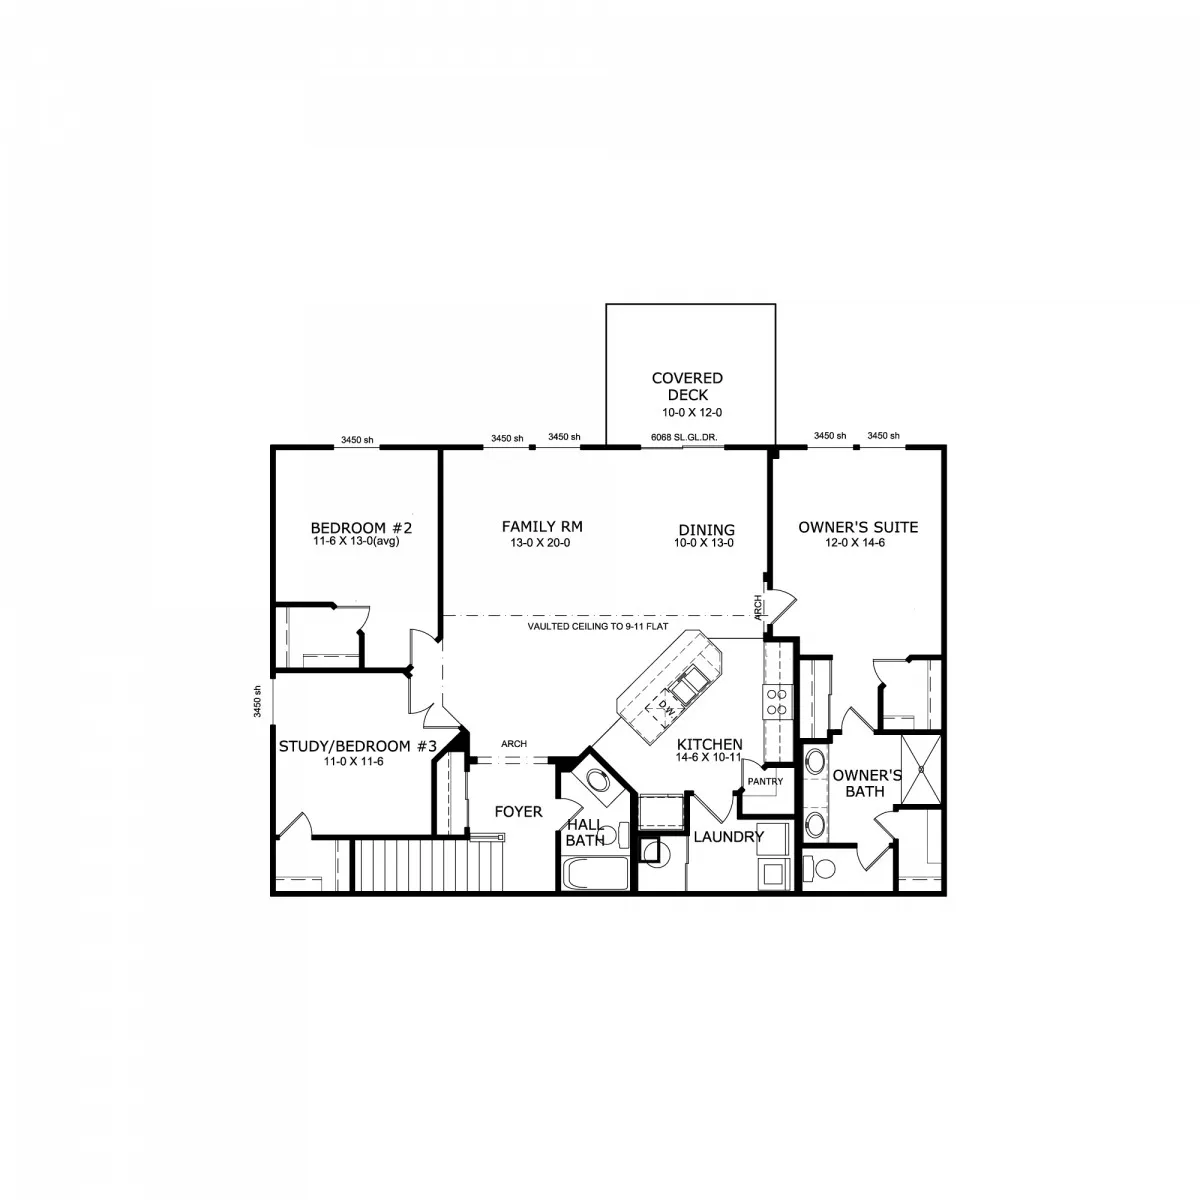 COVERED
DECK
10-0 X 12-0
3450 sh
3450 sh
3450 sh
6068 SL.GL.DR.
3450 sh
3450 sh
BEDROOM #2
11-6 X 13-0(avg)
FAMILY RM
13-0 X 20-0
DINING
10-0 X 13-0
OWNER'S SUITE
12-0 X 14-6
ARCH
VAULTED CEILING TO 9-11 FLAT
3450 sh
D.W.
STUDY/BEDROOM #3
11-0 X 11-6
ARCH
KITCHEN
14-6 X 10-11
PANTRY
OWNER'S
BATH
FOYER
HALL
BATH
LAUNDRY